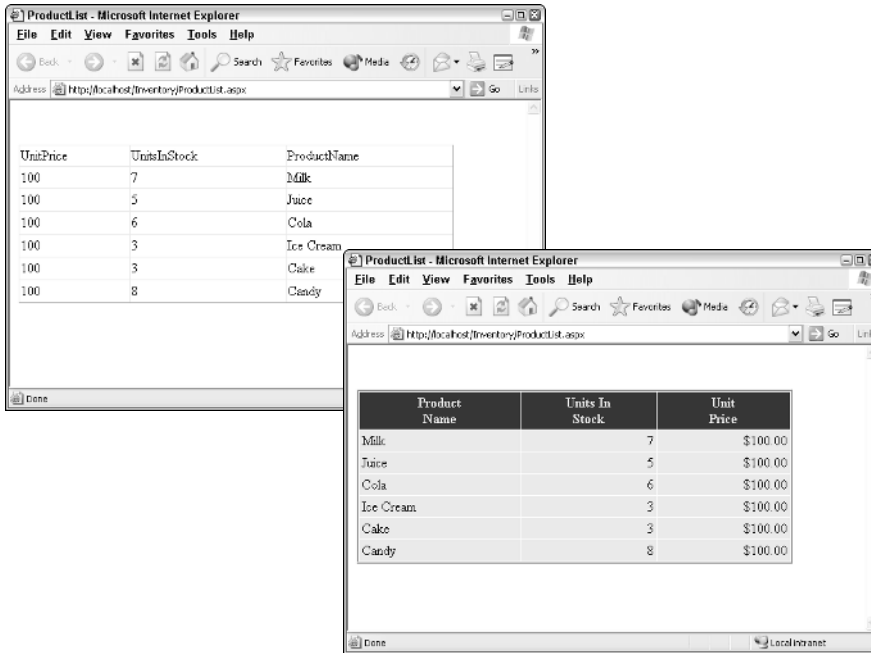 ProductList - Microsoft Internet Explorer
File Edit View Favorites Tools Help
Back Search Favorites Media »
Address http://localhost/Inventory/ProductList.aspx Go Links
UnitPrice UnitsInStock ProductName
100 7 Milk
100 5 Juice
100 6 Cola
100 3 Ice Cream
100 3 Cake
100 8 Candy
Done
ProductList - Microsoft Internet Explorer
File Edit View Favorites Tools Help
Back Search Favorites Media
Address http://localhost/Inventory/ProductList.aspx Go
Product Name Units In Stock Unit Price
Milk 7 $100.00
Juice 5 $100.00
Cola 6 $100.00
Ice Cream 3 $100.00
Cake 3 $100.00
Candy 8 $100.00
Done Local intranet